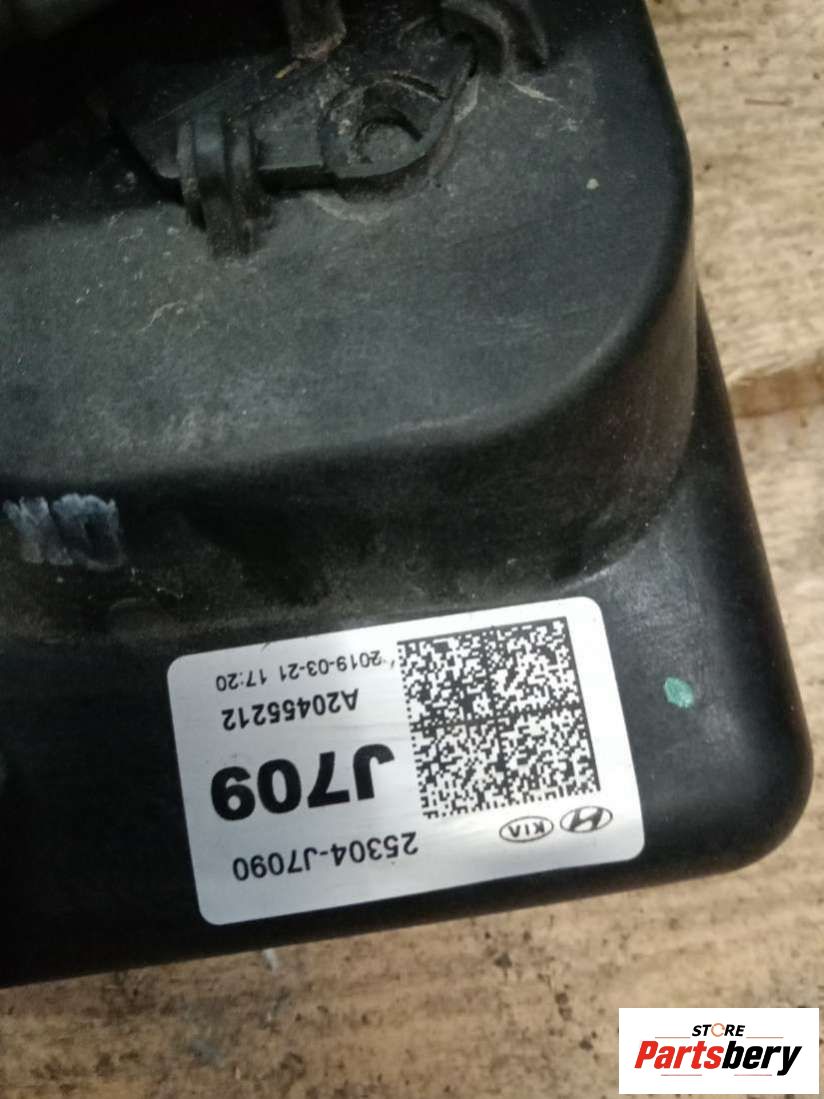 KIA
25304-J7090
J709
A20455212
2019-03-21 17:20
STORE
Partsbery